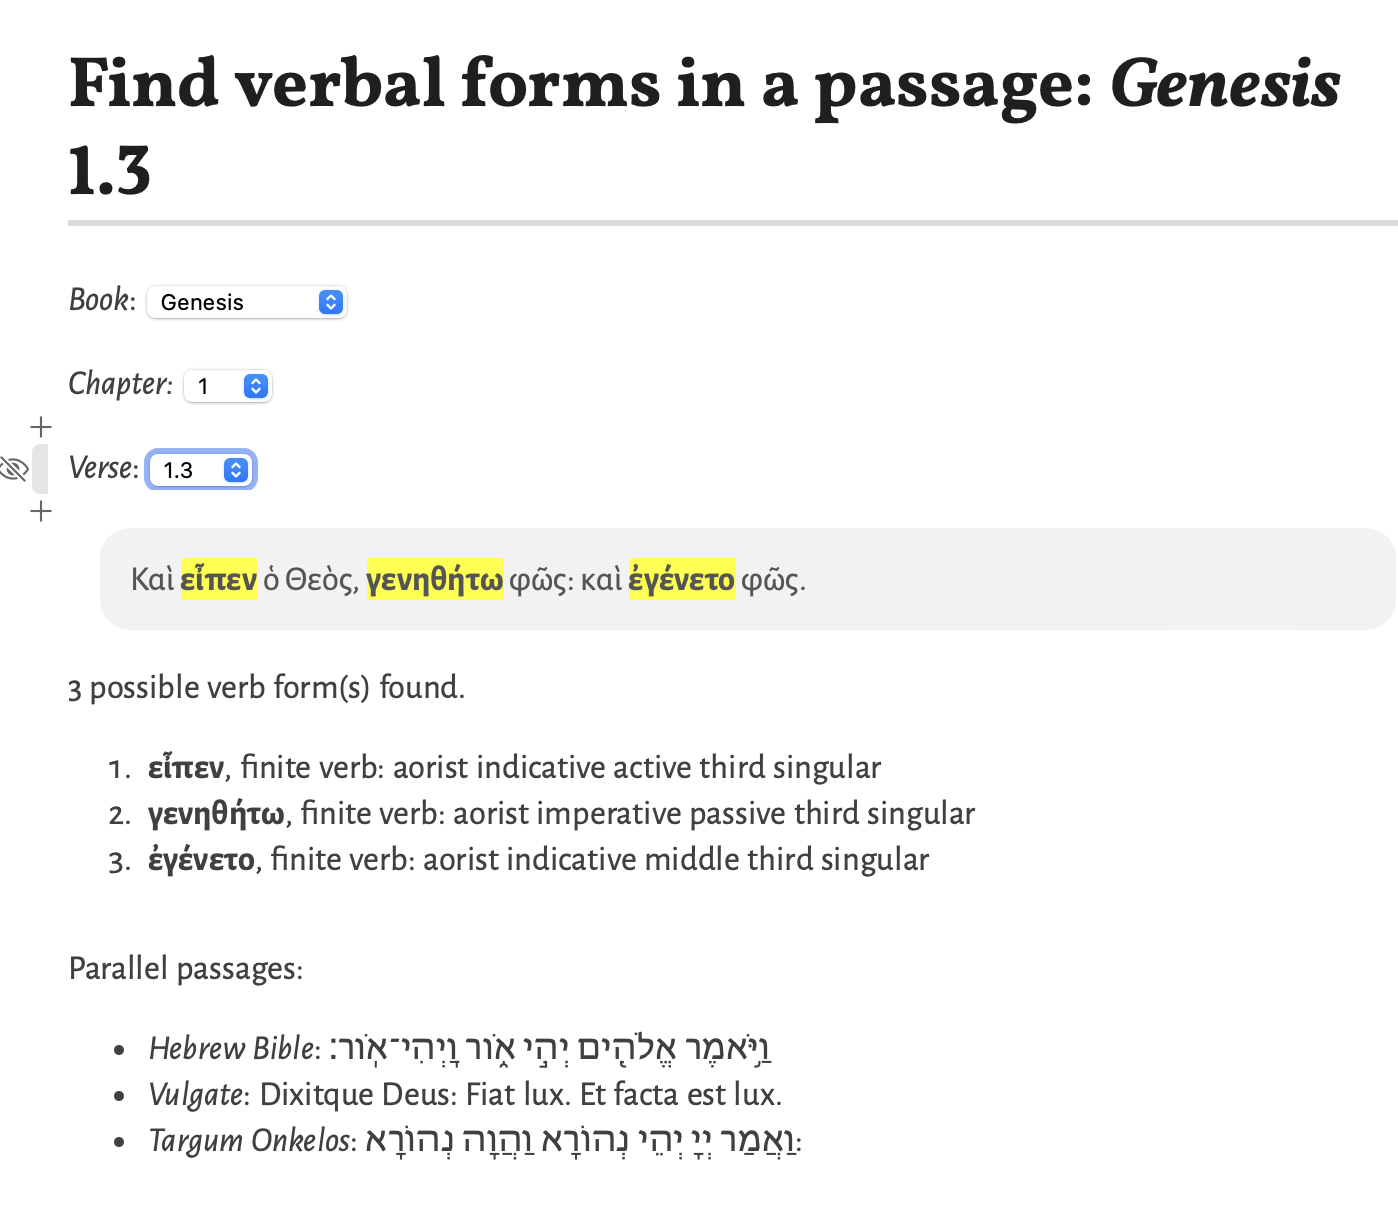 Find verbal forms in a passage: Genesis
1.3
Book: Genesis
Chapter: 1
Verse: 1.3
Καὶ εἶπεν ὁ Θεὸς, γενηθήτω φῶς: καὶ ἐγένετο φῶς.
3 possible verb form(s) found.
1. εἶπεν, finite verb: aorist indicative active third singular
2. γενηθήτω, finite verb: aorist imperative passive third singular
3. ἐγένετο, finite verb: aorist indicative middle third singular
Parallel passages:
• Hebrew Bible: וַיֹּ֥אמֶר אֱלֹהִ֖ים יְהִ֣י א֑וֹר וַֽיְהִי־אֽוֹר׃
• Vulgate: Dixitque Deus: Fiat lux. Et facta est lux.
• Targum Onkelos: וַאֲמַר יְיָ יְהֵי נְהוֹרָא וַהֲוָה נְהוֹרָא: